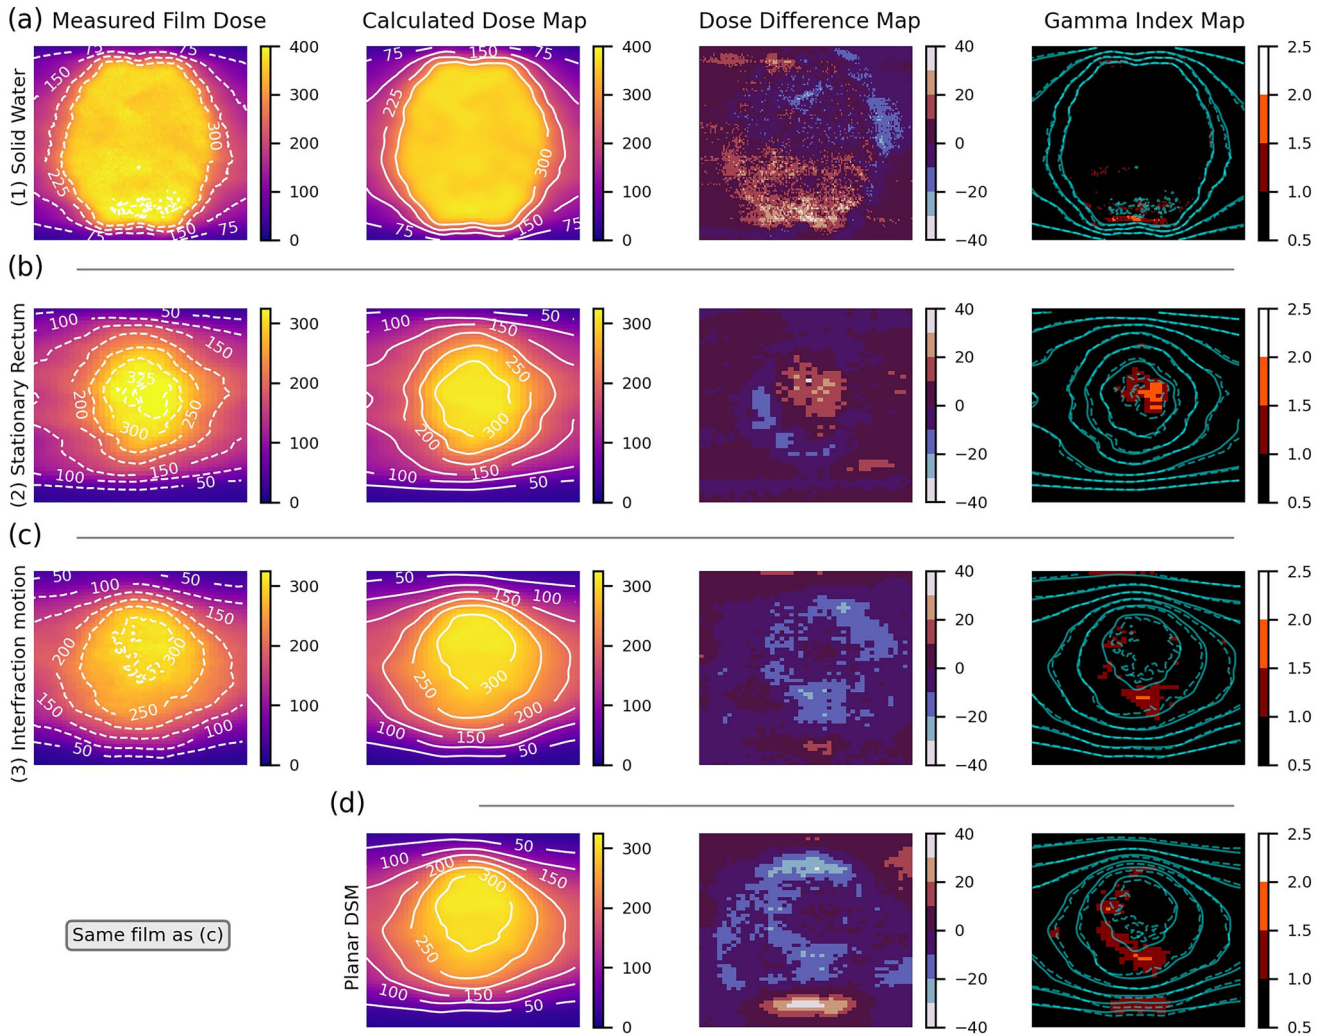 (a) Measured Film Dose Calculated Dose Map Dose Difference Map Gamma Index Map
(1) Solid Water
75 150 225 300 225 150 75 75
400 300 200 100 0
75 150 75 225 300 75 150 75
400 300 200 100 0
40 20 0 −20 −40
2.5 2.0 1.5 1.0 0.5
(b)
(2) Stationary Rectum
100 50 150 325 200 250 300 150 100 50
300 200 100 0
100 50 150 250 200 300 150 100 50
300 200 100 0
40 20 0 −20 −40
2.5 2.0 1.5 1.0 0.5
(c)
(3) Interfraction motion
50 100 150 200 300 250 150 100 50
300 200 100 0
50 150 100 250 300 200 150 100 50
300 200 100 0
40 20 0 −20 −40
2.5 2.0 1.5 1.0 0.5
(d)
Same film as (c)
Planar DSM
100 50 200 150 300 250 100 150 50
300 200 100 0
40 20 0 −20 −40
2.5 2.0 1.5 1.0 0.5